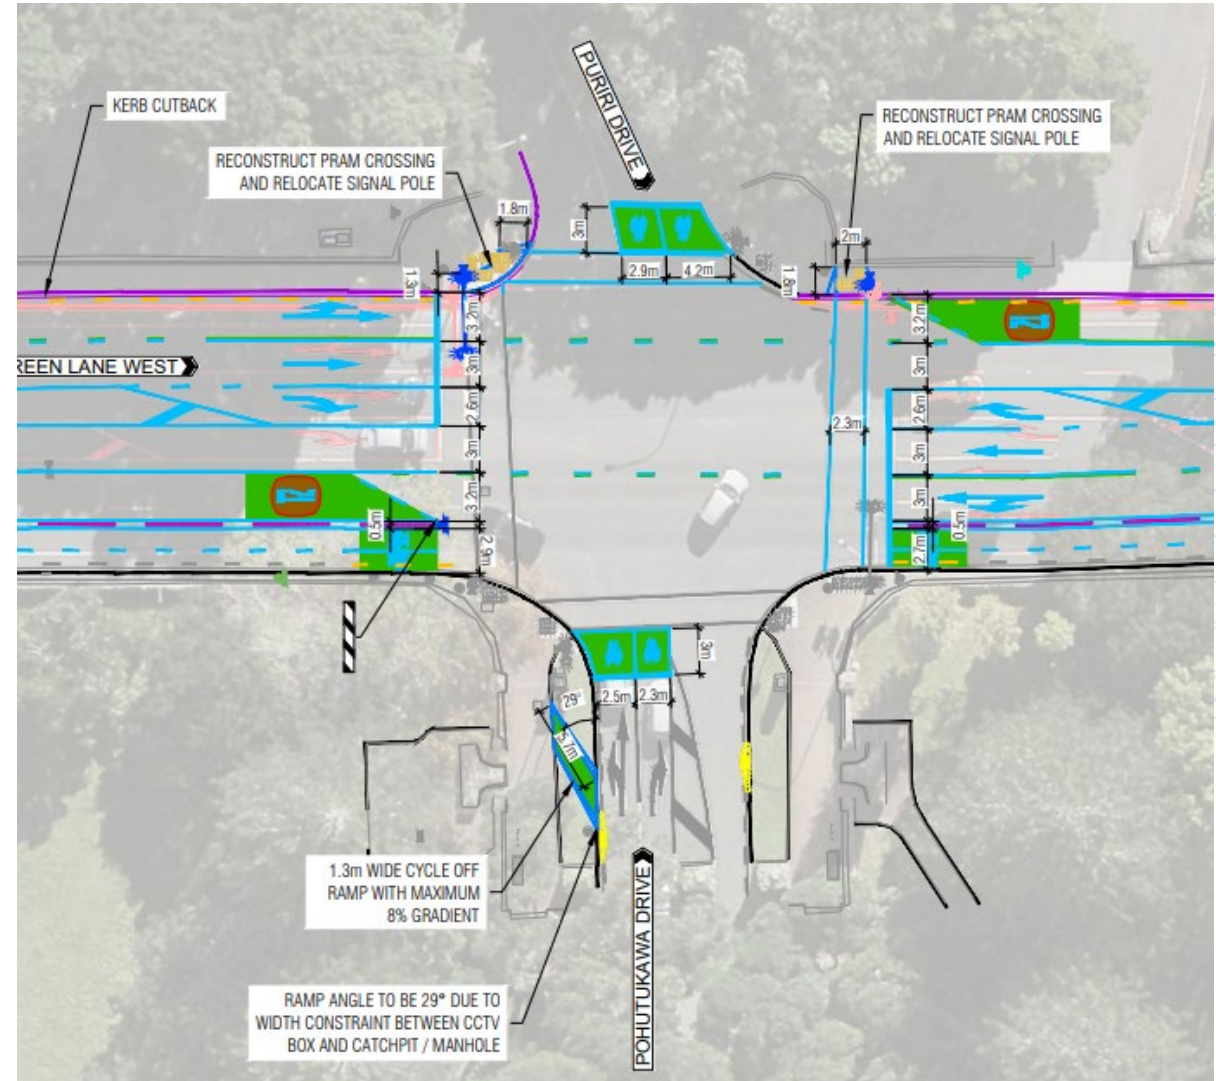 KERB CUTBACK
PURIRI DRIVE
RECONSTRUCT PRAM CROSSING
AND RELOCATE SIGNAL POLE
RECONSTRUCT PRAM CROSSING
AND RELOCATE SIGNAL POLE
1.8m
3m
2.9m
4.2m
2m
1.8m
1.3m
3.2m
3m
2.6m
3m
3.2m
2.9m
0.5m
REEN LANE WEST
2.3m
3.2m
3m
2.6m
3m
3m
2.7m
0.5m
3m
2.5m
2.3m
29°
5.7m
1.3m WIDE CYCLE OFF
RAMP WITH MAXIMUM
8% GRADIENT
POHUTUKAWA DRIVE
RAMP ANGLE TO BE 29° DUE TO
WIDTH CONSTRAINT BETWEEN CCTV
BOX AND CATCHPIT / MANHOLE